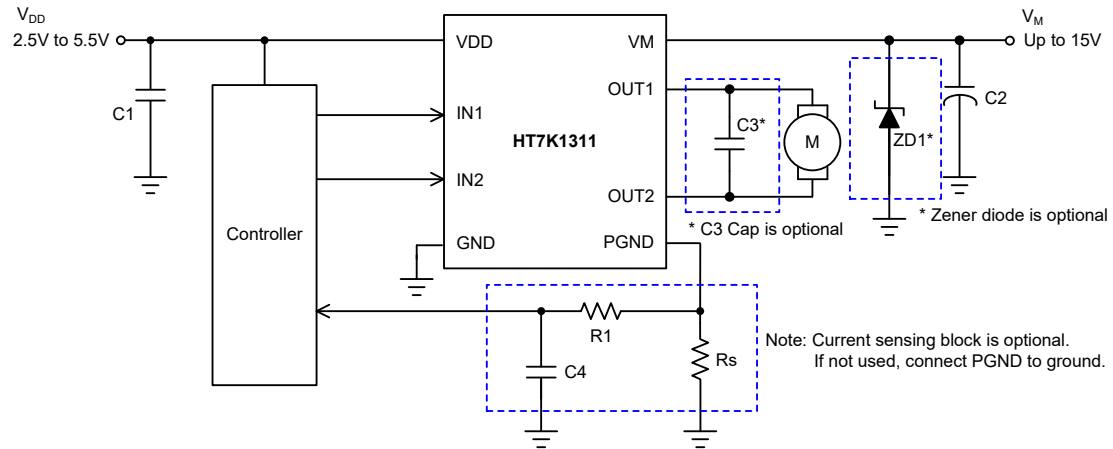 V_DD
2.5V to 5.5V
C1
Controller
VDD
IN1
IN2
GND
HT7K1311
VM
OUT1
OUT2
PGND
C3*
M
* C3 Cap is optional
V_M
Up to 15V
C2
ZD1*
* Zener diode is optional
R1
C4
Rs
Note: Current sensing block is optional.
If not used, connect PGND to ground.